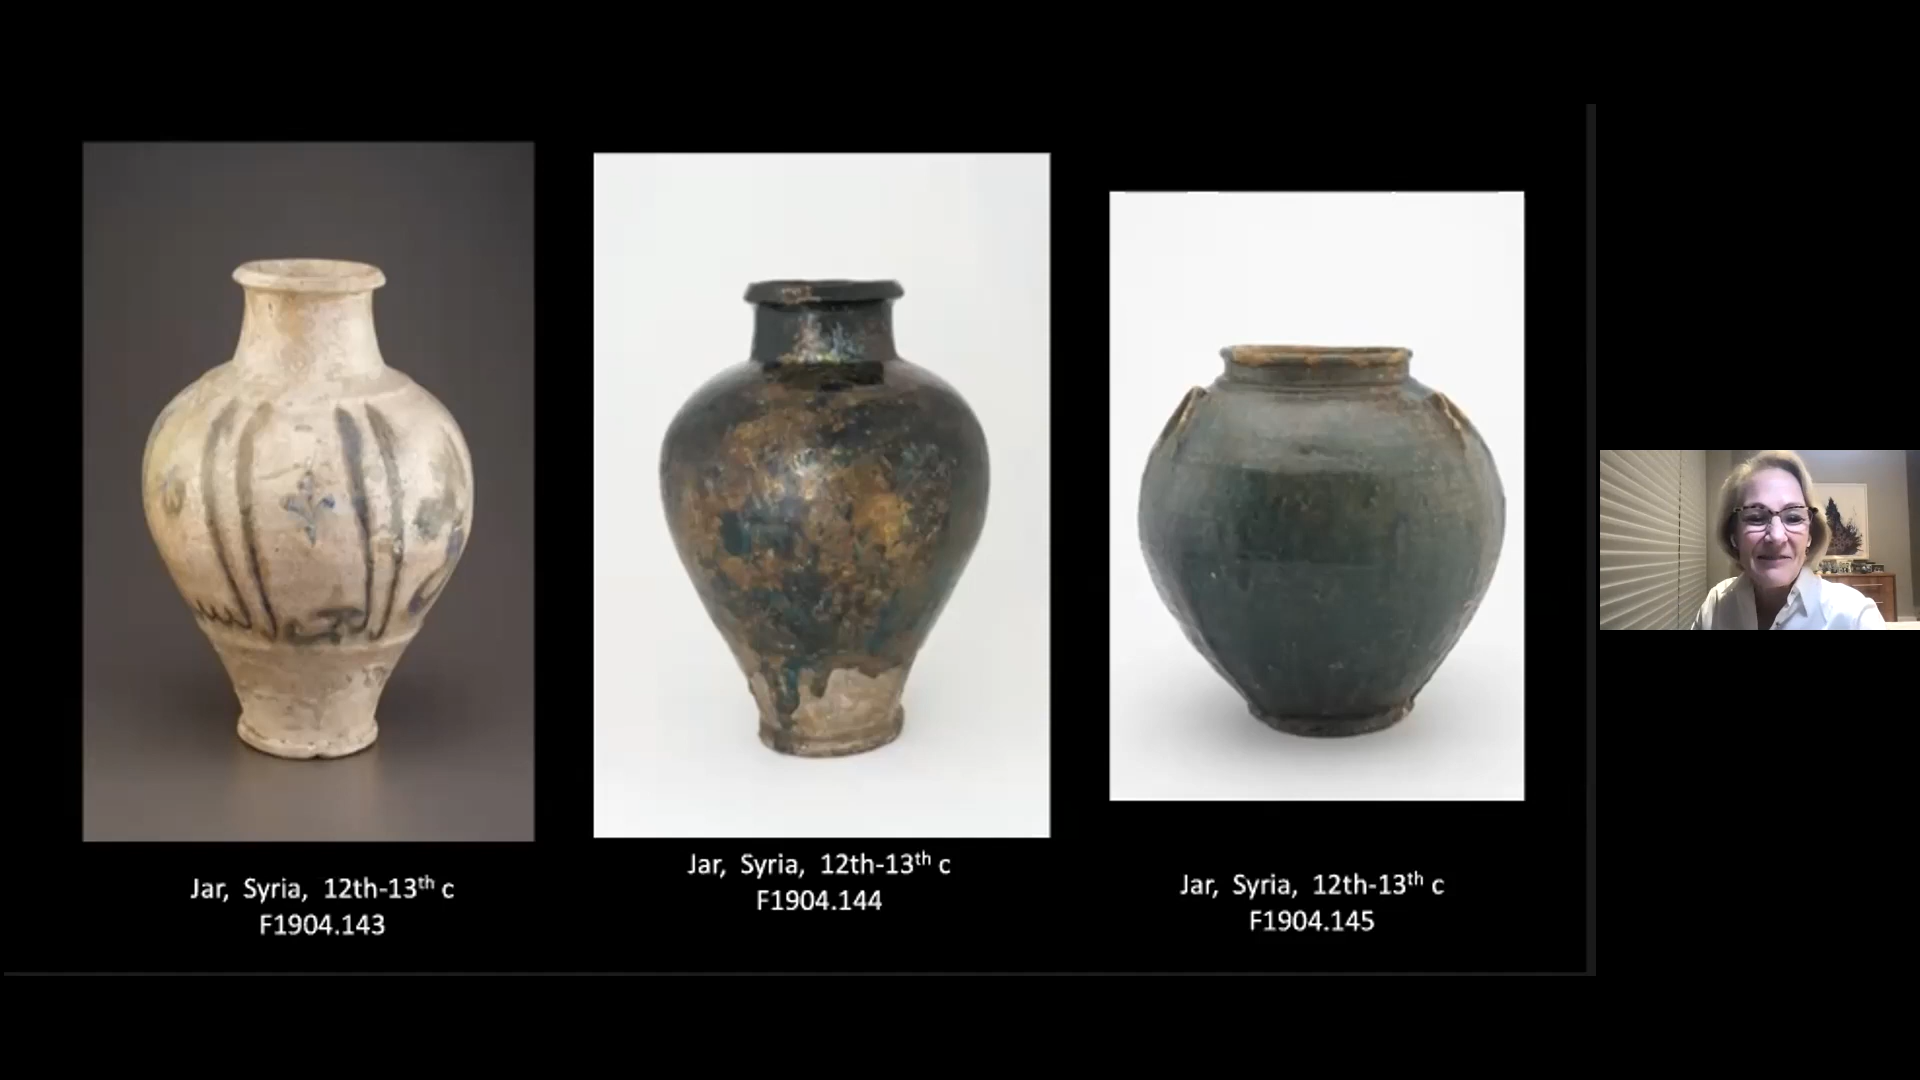 Jar, Syria, 12th-13th c
F1904.143
Jar, Syria, 12th-13th c
F1904.144
Jar, Syria, 12th-13th c
F1904.145